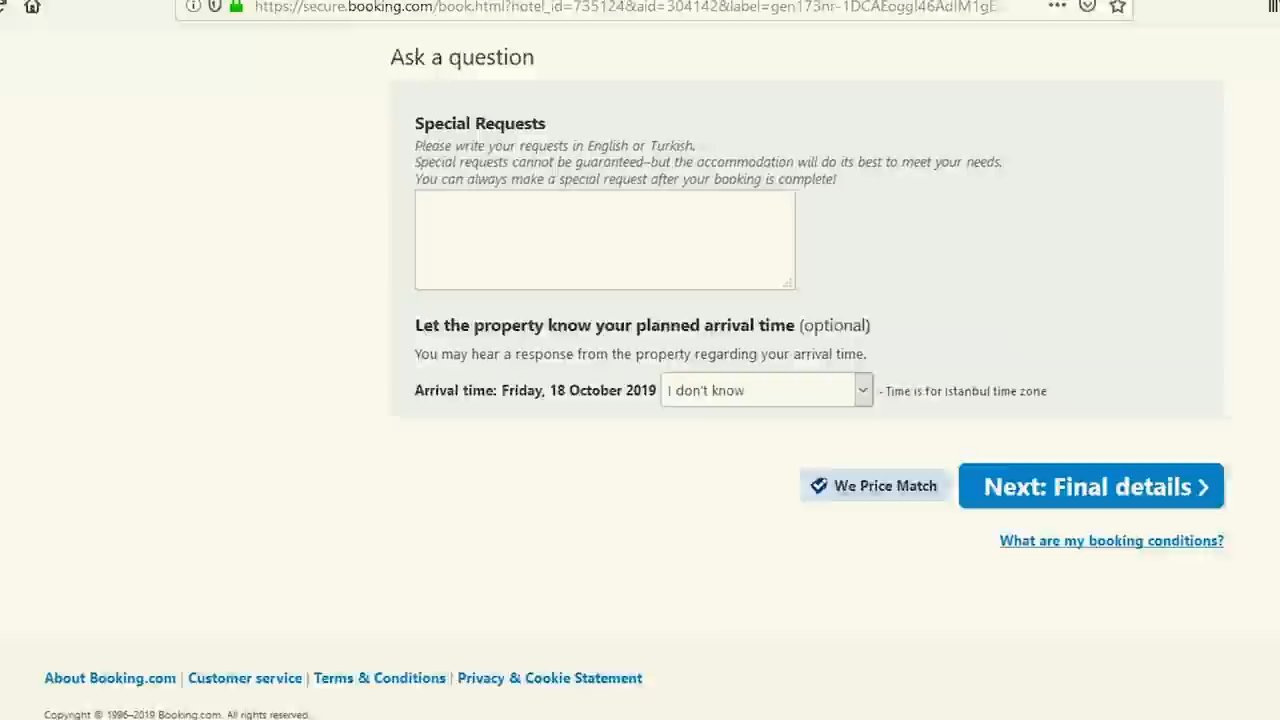 https://secure.booking.com/book.html?hotel_id=735124&aid=304142&label=gen173nr-1DCAEoggI46AdIM1gE
Ask a question
Special Requests
Please write your requests in English or Turkish.
Special requests cannot be guaranteed–but the accommodation will do its best to meet your needs.
You can always make a special request after your booking is complete!
Let the property know your planned arrival time (optional)
You may hear a response from the property regarding your arrival time.
Arrival time: Friday, 18 October 2019 I don't know - Time is for Istanbul time zone
We Price Match Next: Final details
What are my booking conditions?
About Booking.com | Customer service | Terms & Conditions | Privacy & Cookie Statement
Copyright © 1996–2019 Booking.com. All rights reserved.